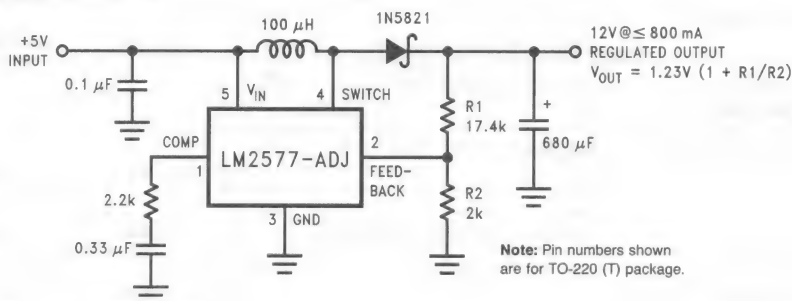 +5V
INPUT
0.1 μF
100 μH
1N5821
12V @ ≤ 800 mA
REGULATED OUTPUT
V_OUT = 1.23V (1 + R1/R2)
5
V_IN
4
SWITCH
R1
17.4k
+
680 μF
COMP
1
LM2577-ADJ
2
FEED-
BACK
2.2k
0.33 μF
3
GND
R2
2k
Note: Pin numbers shown
are for TO-220 (T) package.